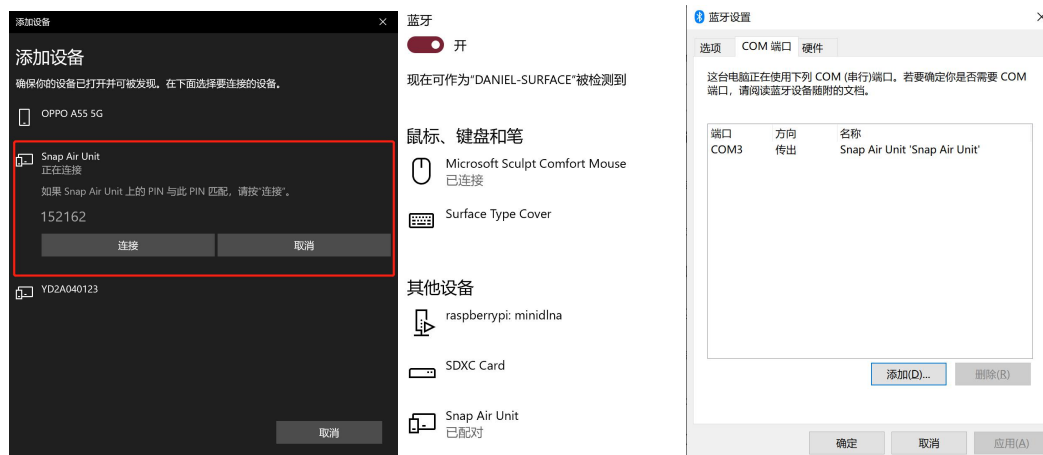 添加设备
添加设备
确保你的设备已打开并可被发现。在下面选择要连接的设备。
OPPO A55 5G
Snap Air Unit
正在连接
如果 Snap Air Unit 上的 PIN 与此 PIN 匹配，请按"连接"。
152162
连接
取消
YD2A040123
取消
蓝牙
开
现在可作为"DANIEL-SURFACE"被检测到
鼠标、键盘和笔
Microsoft Sculpt Comfort Mouse
已连接
Surface Type Cover
其他设备
raspberrypi: minidlna
SDXC Card
Snap Air Unit
已配对
蓝牙设置
选项 COM 端口 硬件
这台电脑正在使用下列 COM (串行)端口。若要确定你是否需要 COM
端口，请阅读蓝牙设备随附的文档。
端口 方向 名称
COM3 传出 Snap Air Unit 'Snap Air Unit'
添加(D)... 删除(R)
确定 取消 应用(A)